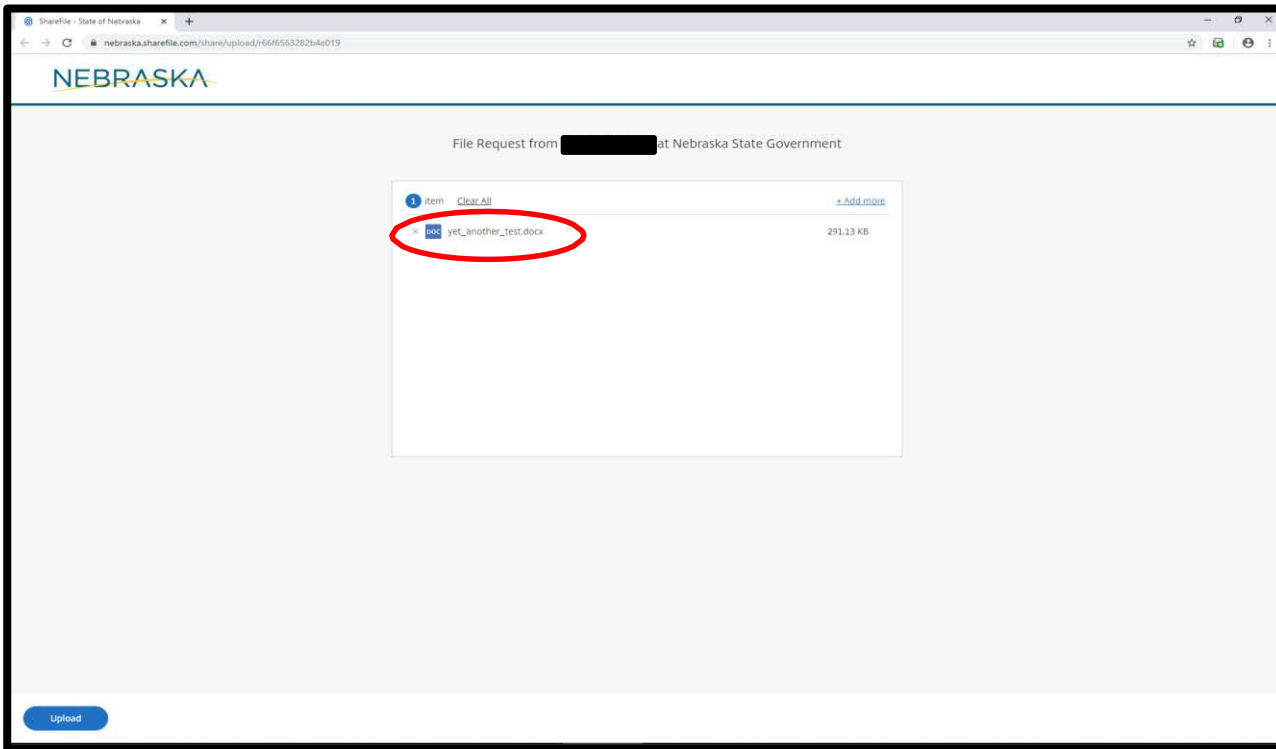 ShareFile - State of Nebraska
nebraska.sharefile.com/share/upload/r66f6563282b4e019
NEBRASKA
File Request from at Nebraska State Government
1 item Clear All + Add more
DOC yet_another_test.docx 291.13 KB
Upload